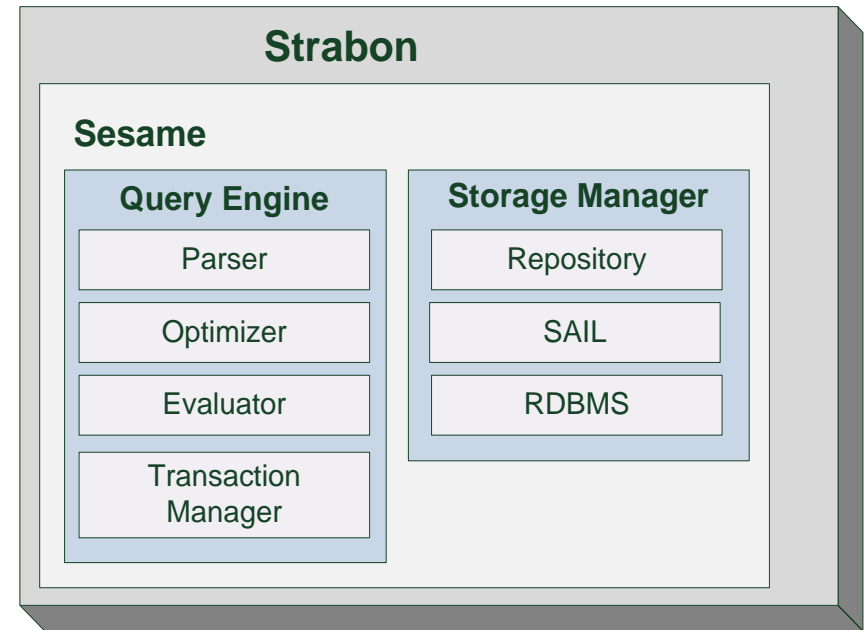 Strabon
Sesame
Query Engine
Parser
Optimizer
Evaluator
Transaction
Manager
Storage Manager
Repository
SAIL
RDBMS